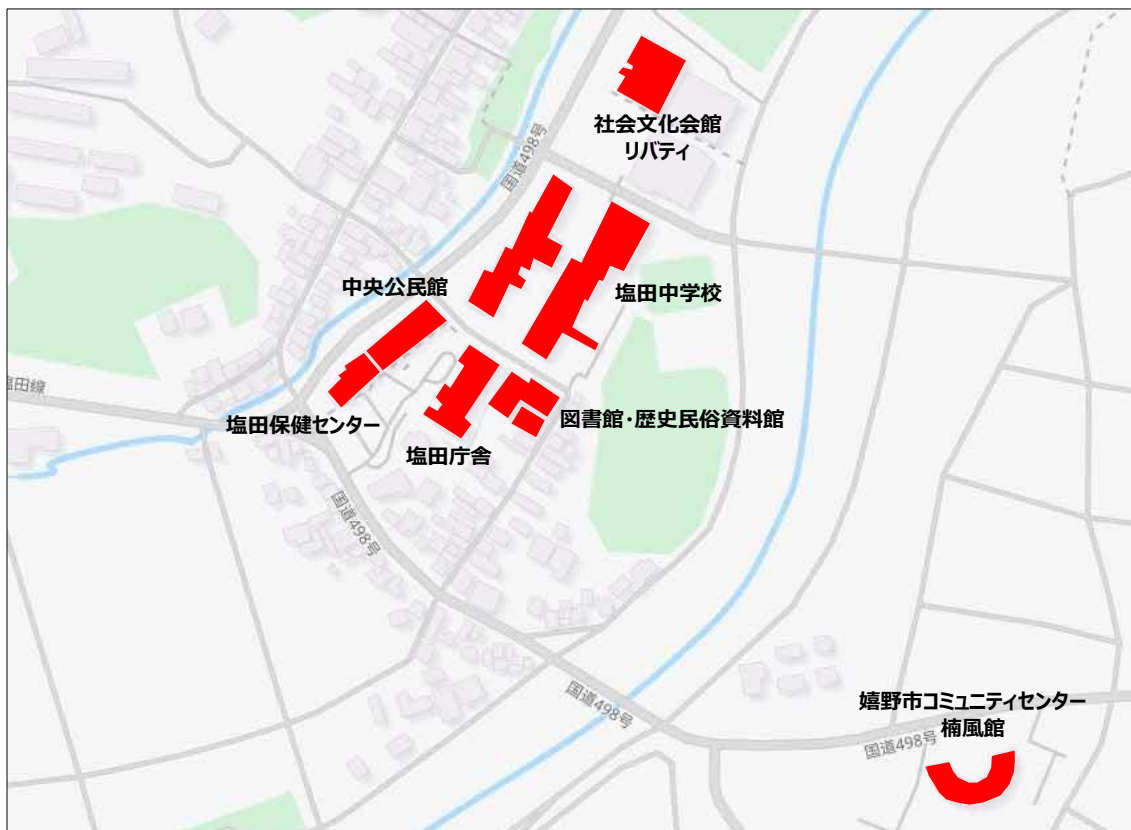 社会文化会館
リバティ
国道498号
中央公民館
塩田中学校
塩田線
塩田保健センター
図書館・歴史民俗資料館
塩田庁舎
国道498号
国道498号
嬉野市コミュニティセンター
楠風館
国道498号